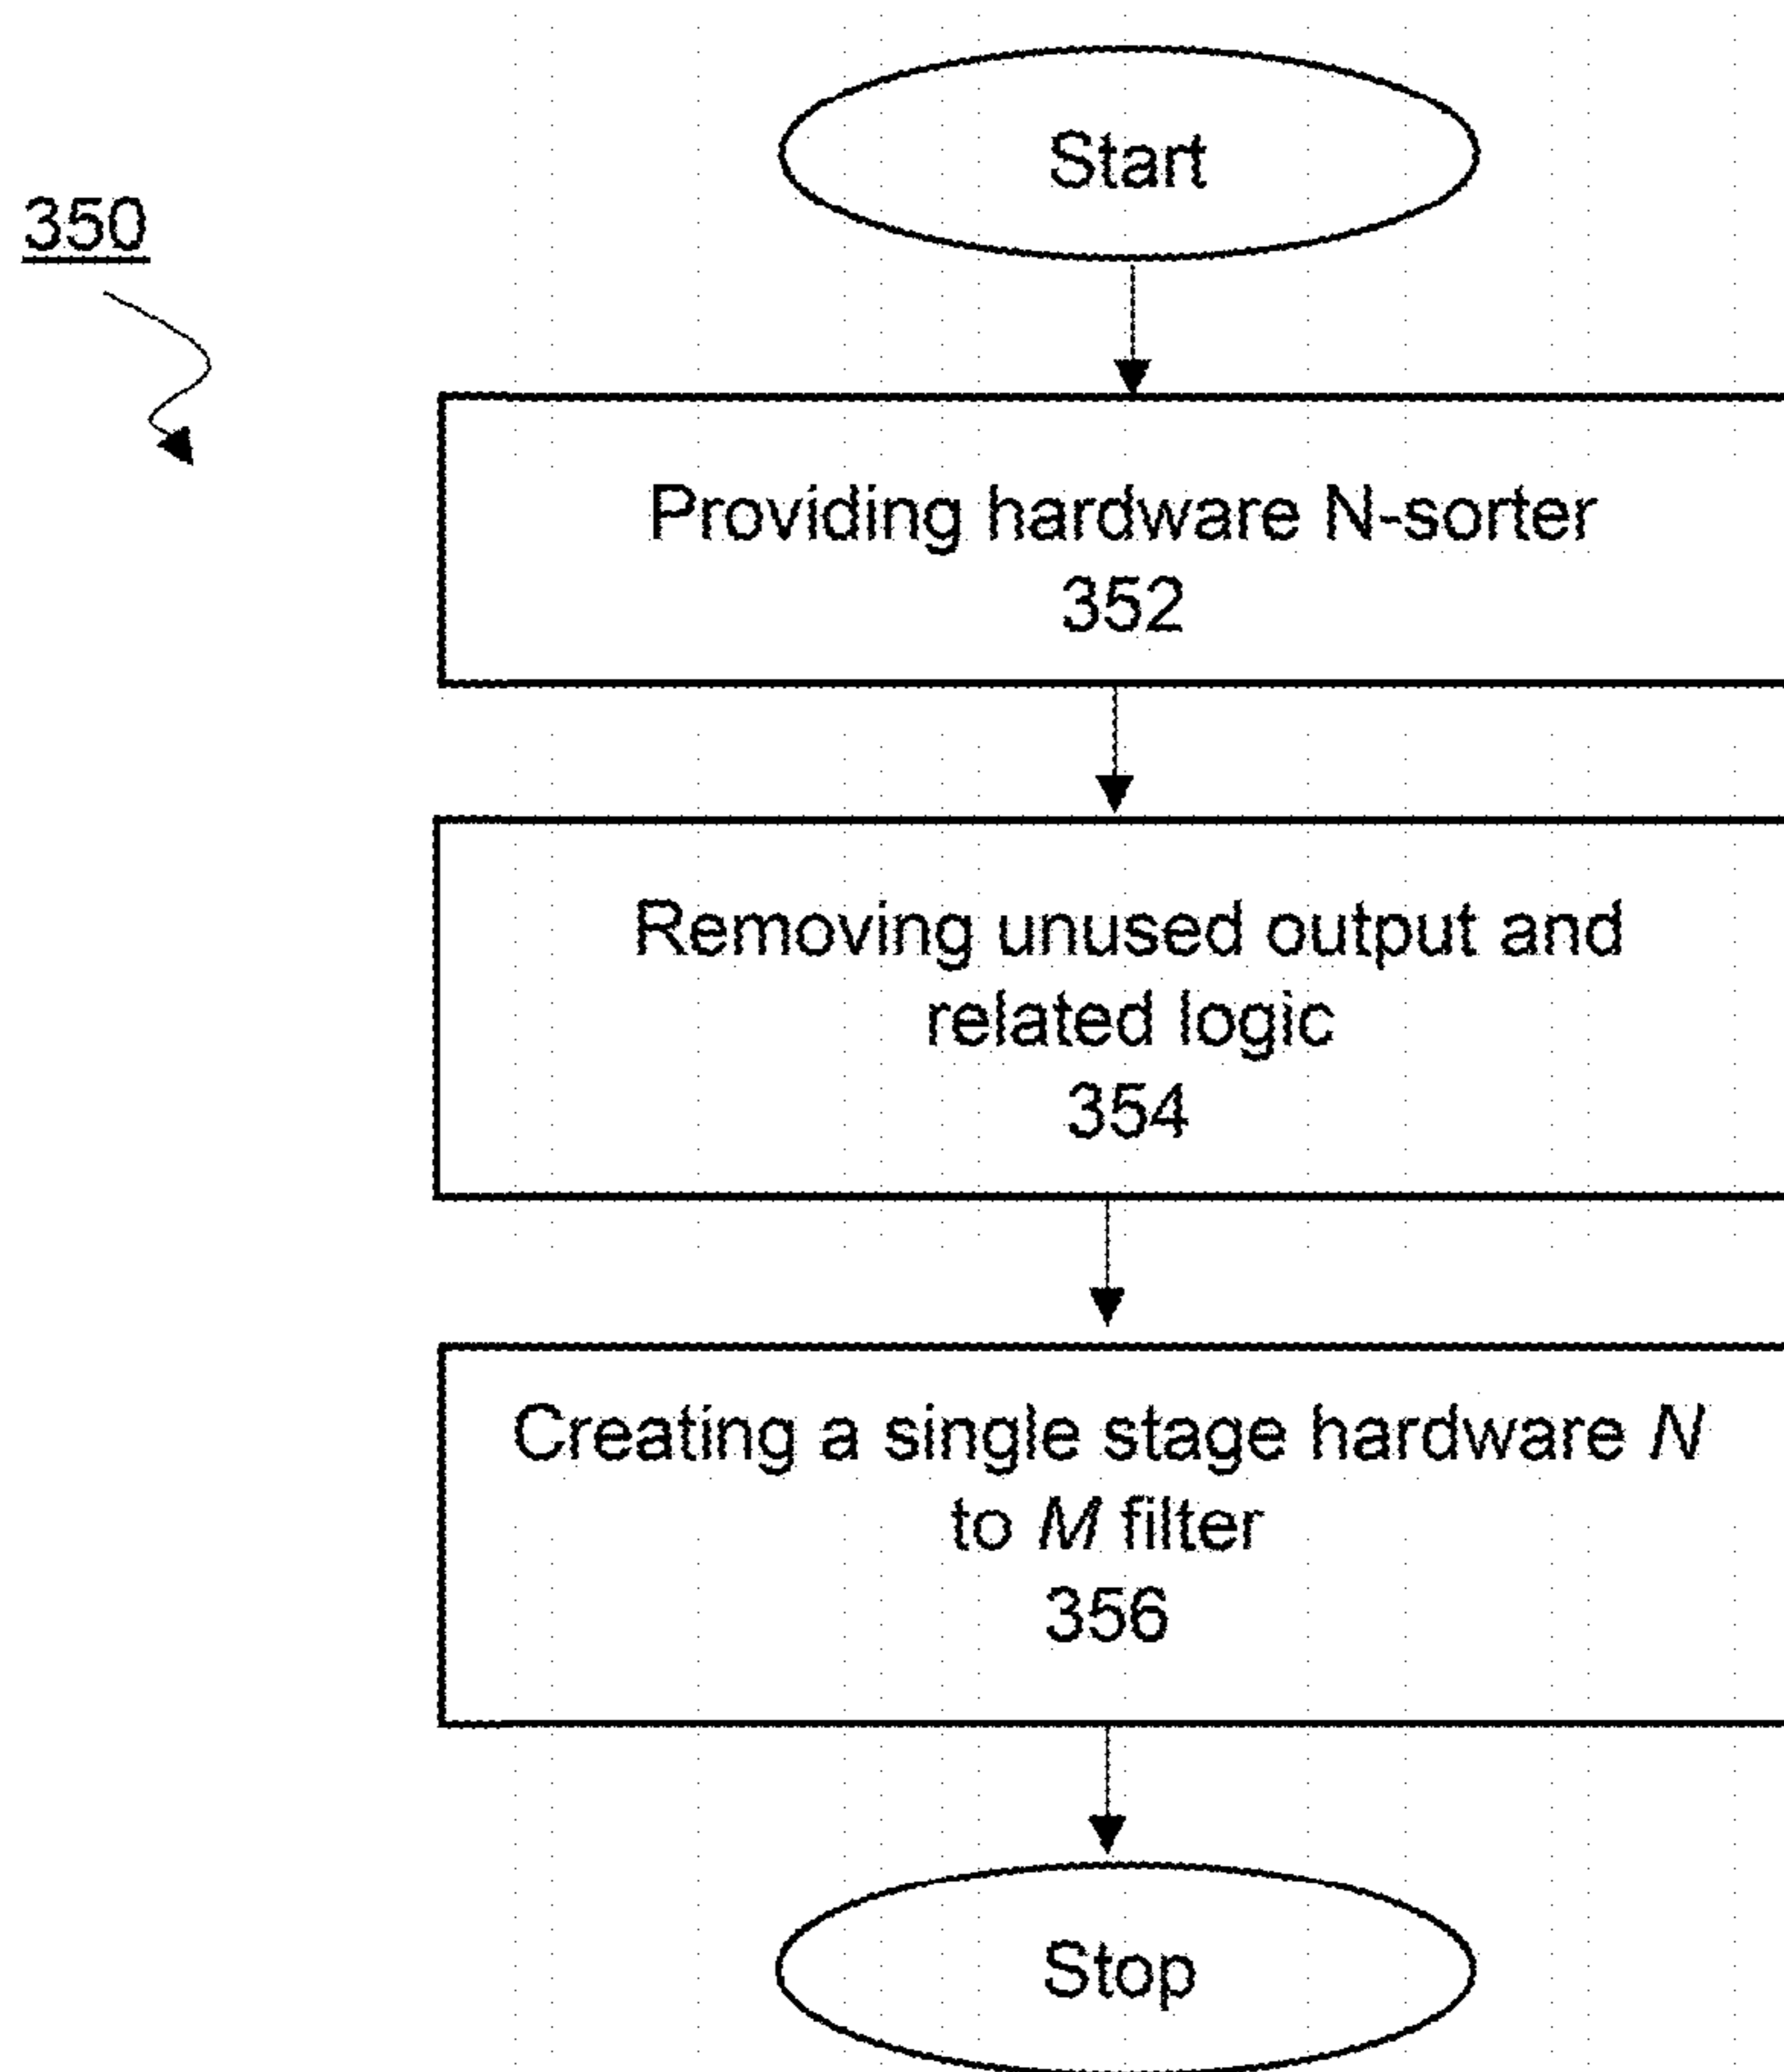 Start
350
Providing hardware N-sorter
352
Removing unused output and
related logic
354
Creating a single stage hardware N
to M filter
356
Stop